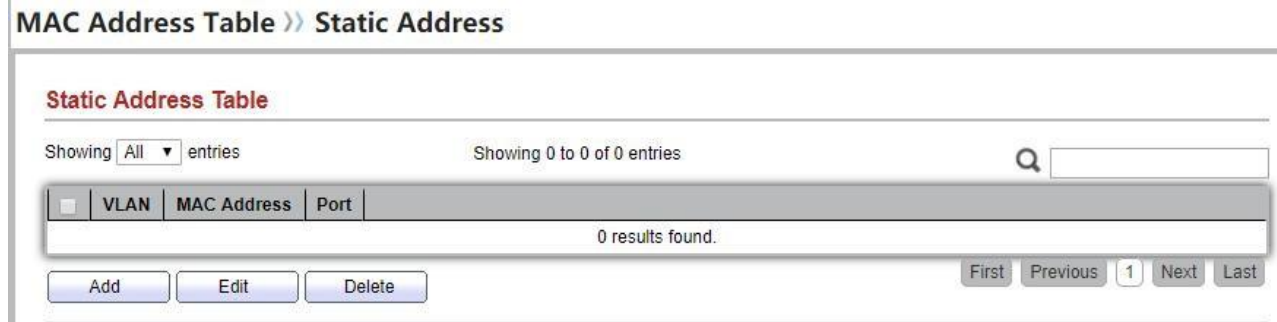 MAC Address Table 》 Static Address
Static Address Table
Showing All ▼ entries Showing 0 to 0 of 0 entries
VLAN MAC Address Port
0 results found.
Add Edit Delete First Previous 1 Next Last